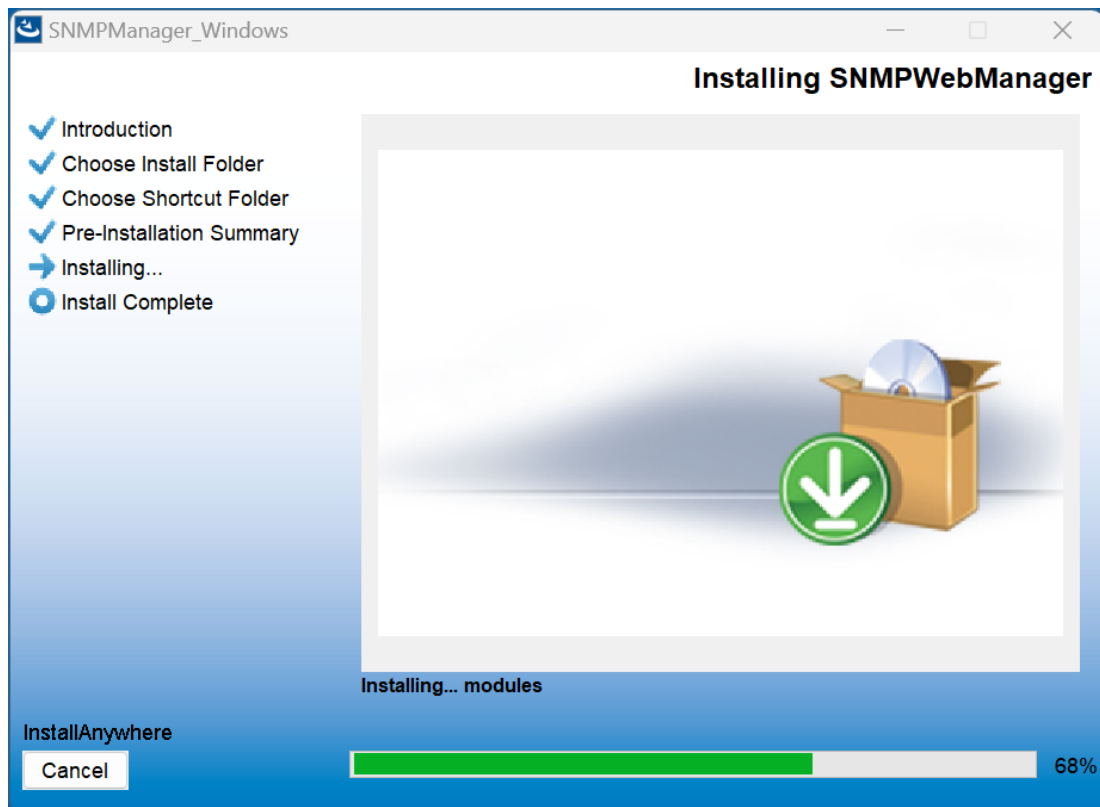 SNMPManager_Windows
Installing SNMPWebManager
Introduction
Choose Install Folder
Choose Shortcut Folder
Pre-Installation Summary
Installing...
Install Complete
Installing... modules
InstallAnywhere
Cancel
68%